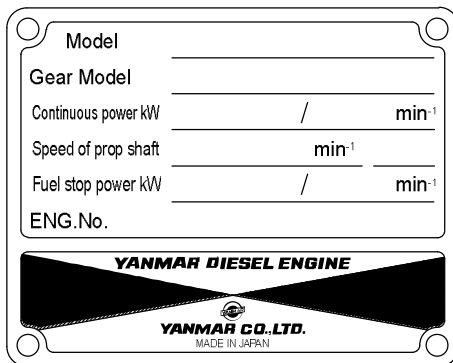 Model
Gear Model
Continuous power kW / min-1
Speed of prop shaft min-1
Fuel stop power kW / min-1
ENG.No.
YANMAR DIESEL ENGINE
YANMAR CO.,LTD.
MADE IN JAPAN